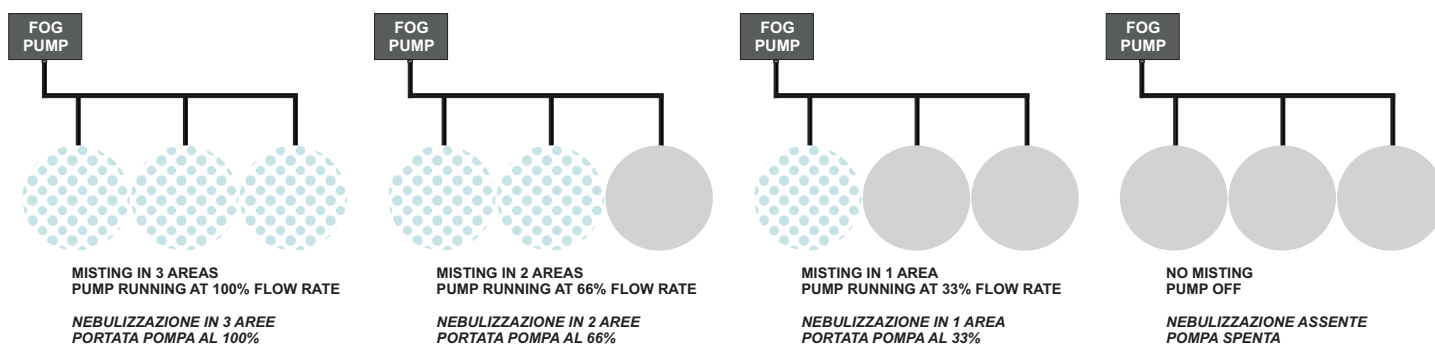 FOG
PUMP
MISTING IN 3 AREAS
PUMP RUNNING AT 100% FLOW RATE
NEBULIZZAZIONE IN 3 AREE
PORTATA POMPA AL 100%
FOG
PUMP
MISTING IN 2 AREAS
PUMP RUNNING AT 66% FLOW RATE
NEBULIZZAZIONE IN 2 AREE
PORTATA POMPA AL 66%
FOG
PUMP
MISTING IN 1 AREA
PUMP RUNNING AT 33% FLOW RATE
NEBULIZZAZIONE IN 1 AREA
PORTATA POMPA AL 33%
FOG
PUMP
NO MISTING
PUMP OFF
NEBULIZZAZIONE ASSENTE
POMPA SPENTA